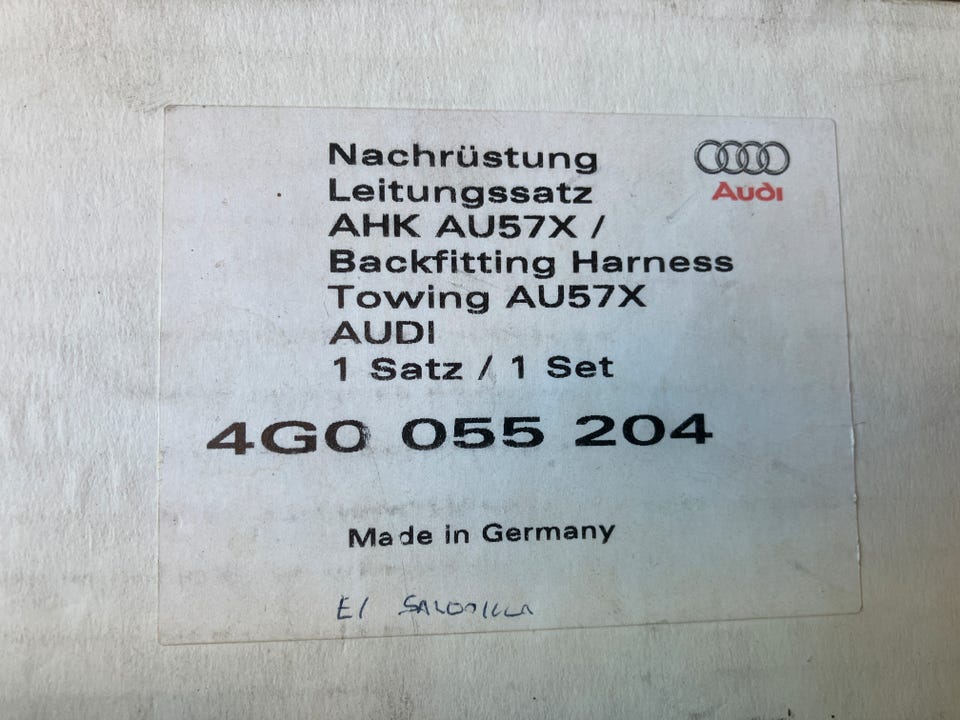 Nachrüstung
Leitungssatz
AHK AU57X /
Backfitting Harness
Towing AU57X
AUDI
1 Satz / 1 Set
4G0 055 204
Made in Germany
Audi